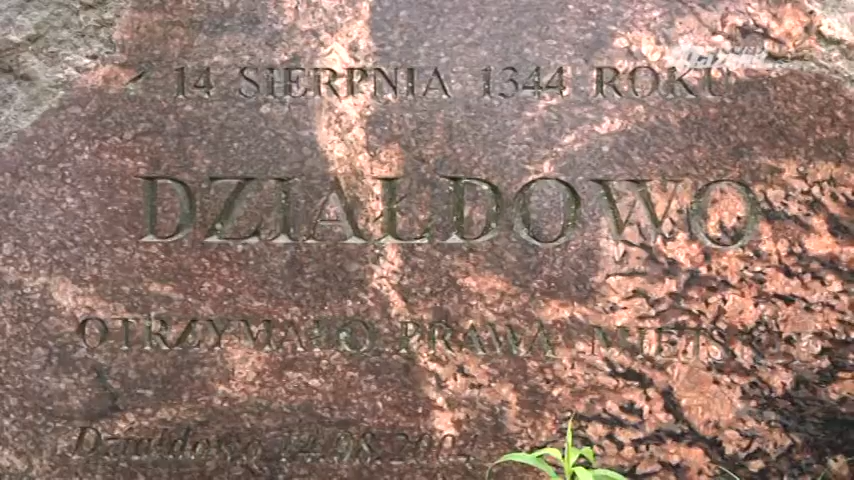 14 SIERPNIA 1344 ROKU
DZIAŁDOWO
OTRZYMAŁO PRAWA MIEJSKIE
Działdowo 14.08.2004